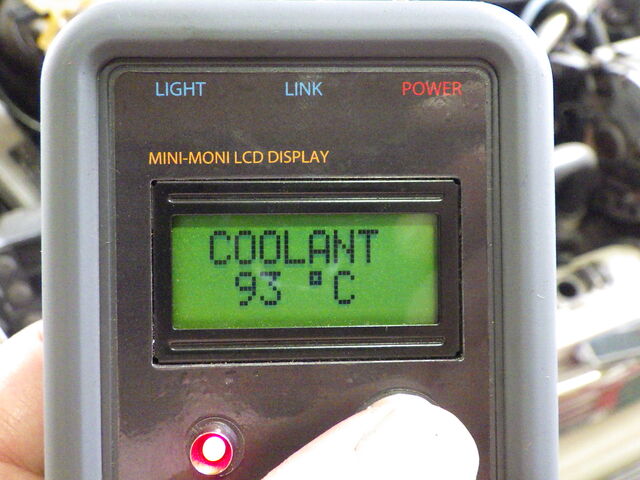 LIGHT LINK POWER
MINI-MONI LCD DISPLAY
COOLANT
93 °C